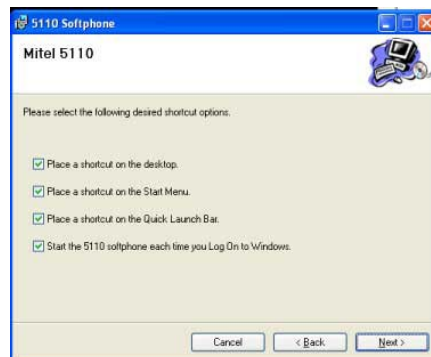 5110 Softphone
Mitel 5110
Please select the following desired shortcut options.
Place a shortcut on the desktop.
Place a shortcut on the Start Menu.
Place a shortcut on the Quick Launch Bar.
Start the 5110 softphone each time you Log On to Windows.
Cancel < Back Next >